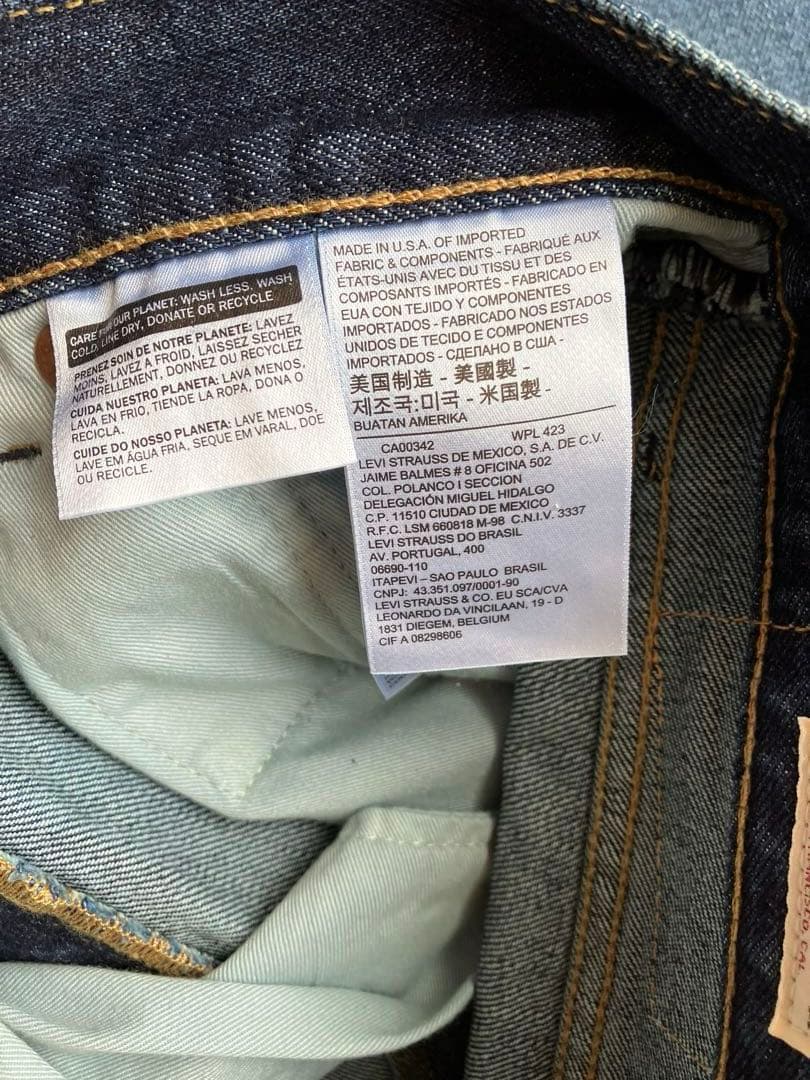 CARE FOR OUR PLANET: WASH LESS, WASH
COLD, LINE DRY, DONATE OR RECYCLE
PRENEZ SOIN DE NOTRE PLANETE: LAVEZ
MOINS, LAVEZ A FROID, LAISSEZ SECHER
NATURELLEMENT, DONNEZ OU RECYCLEZ
CUIDA NUESTRO PLANETA: LAVA MENOS,
LAVA EN FRIO, TIENDE LA ROPA, DONA O
RECICLA.
CUIDE DO NOSSO PLANETA: LAVE MENOS,
LAVE EM ÁGUA FRIA, SEQUE EM VARAL, DOE
OU RECICLE.
MADE IN U.S.A. OF IMPORTED
FABRIC & COMPONENTS - FABRIQUÉ AUX
ÉTATS-UNIS AVEC DU TISSU ET DES
COMPOSANTS IMPORTÉS - FABRICADO EN
EUA CON TEJIDO Y COMPONENTES
IMPORTADOS - FABRICADO NOS ESTADOS
UNIDOS DE TECIDO E COMPONENTES
IMPORTADOS - СДЕЛАНО В США -
美国制造 - 美國製 -
제조국:미국 - 米国製 -
BUATAN AMERIKA
CA00342 WPL 423
LEVI STRAUSS DE MEXICO, S.A. DE C.V.
JAIME BALMES # 8 OFICINA 502
COL. POLANCO I SECCION
DELEGACIÓN MIGUEL HIDALGO
C.P. 11510 CIUDAD DE MEXICO
R.F.C. LSM 660818 M-98 C.N.I.V. 3337
LEVI STRAUSS DO BRASIL
AV. PORTUGAL, 400
06690-110
ITAPEVI – SAO PAULO BRASIL
CNPJ: 43.351.097/0001-90
LEVI STRAUSS & CO. EU SCA/CVA
LEONARDO DA VINCILAAN, 19 - D
1831 DIEGEM, BELGIUM
CIF A 08298606